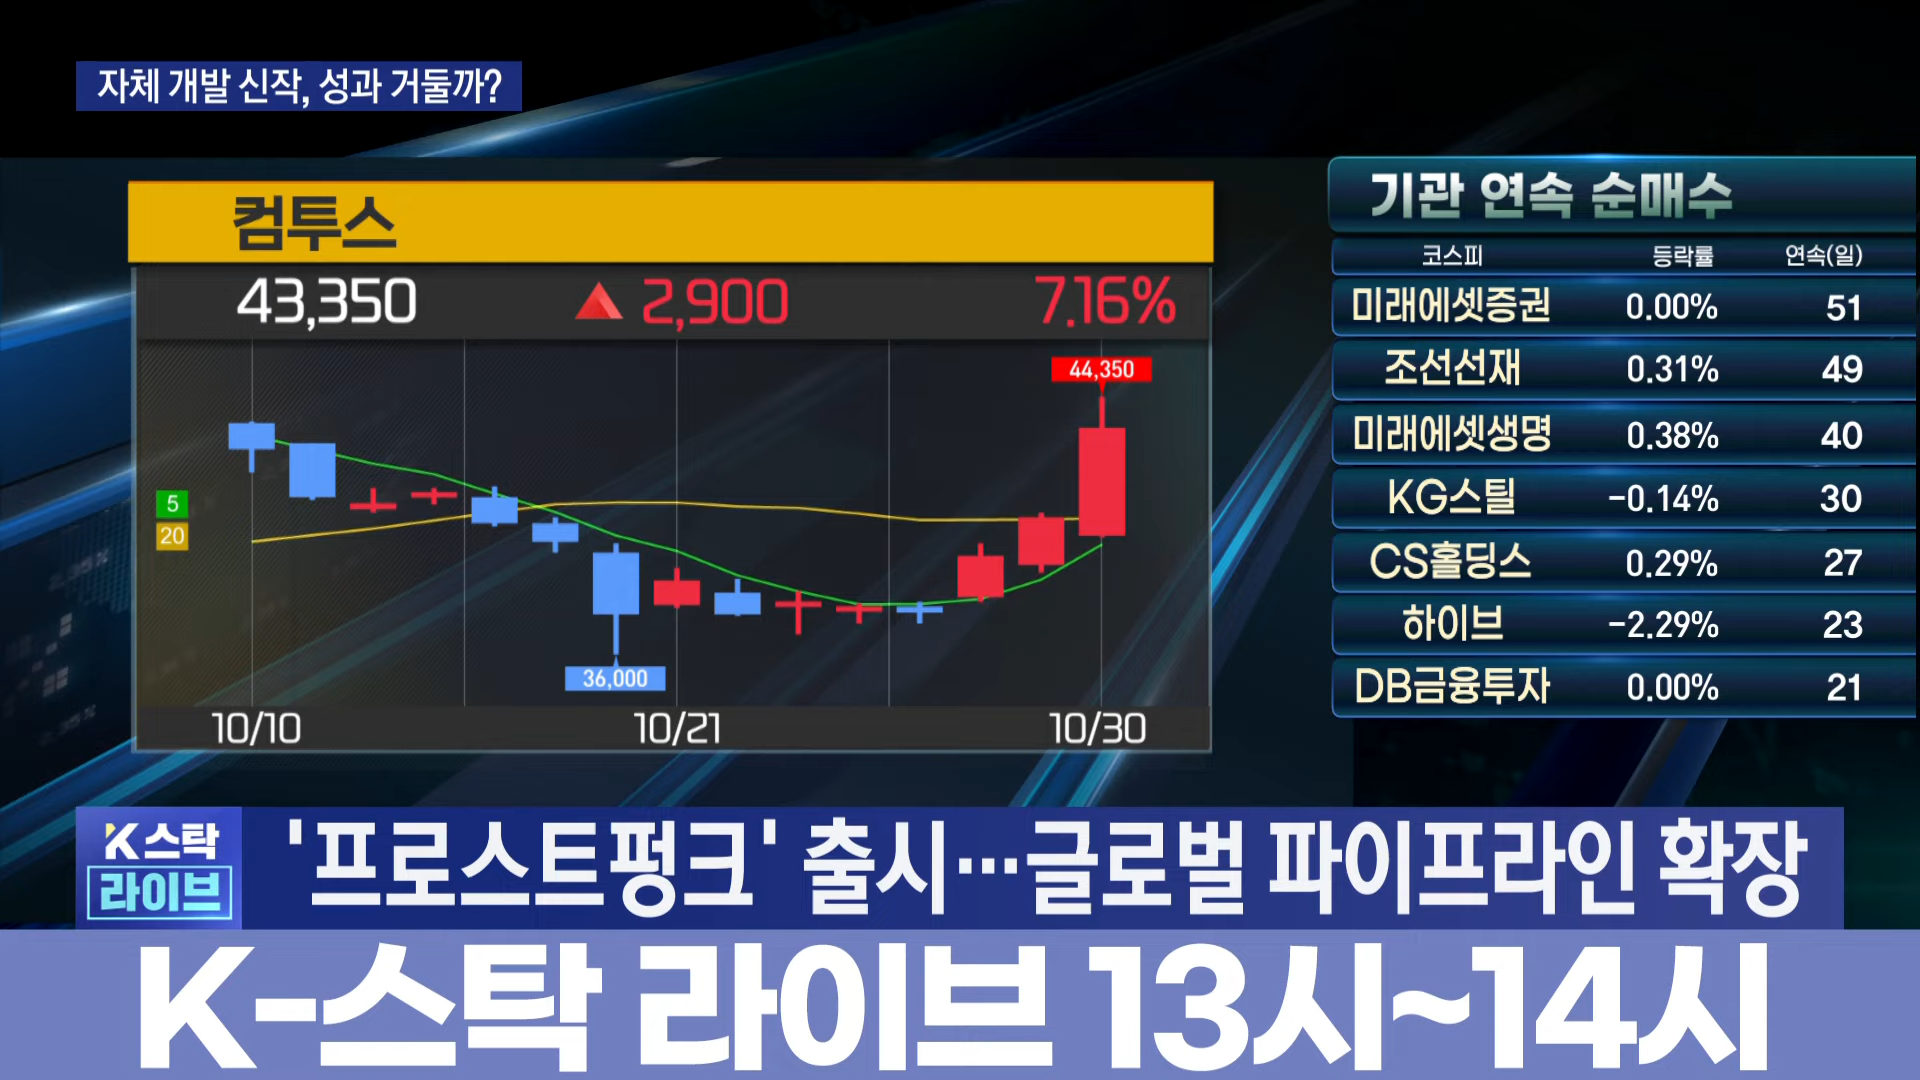 자체 개발 신작, 성과 거둘까?
컴투스
43,350 ▲ 2,900 7.16%
44,350
5
20
36,000
10/10 10/21 10/30
기관 연속 순매수
코스피 등락률 연속(일)
미래에셋증권 0.00% 51
조선선재 0.31% 49
미래에셋생명 0.38% 40
KG스틸 -0.14% 30
CS홀딩스 0.29% 27
하이브 -2.29% 23
DB금융투자 0.00% 21
K스탁
라이브
'프로스트펑크' 출시…글로벌 파이프라인 확장
K-스탁 라이브 13시~14시